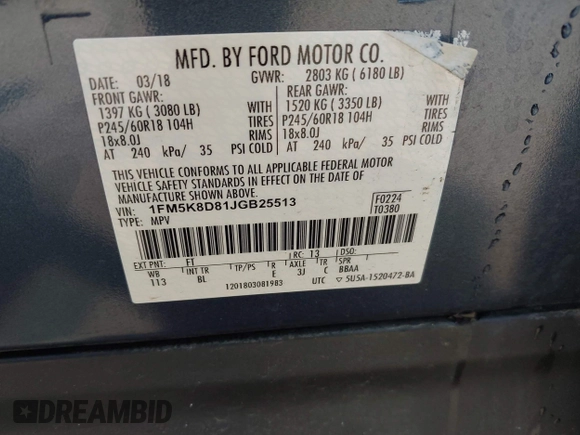 MFD. BY FORD MOTOR CO.
DATE: 03/18 GVWR: 2803 KG ( 6180 LB)
FRONT GAWR: REAR GAWR:
1397 KG ( 3080 LB) 1520 KG ( 3350 LB)
P245/60R18 104H TIRES P245/60R18 104H TIRES
18x8.0J RIMS 18x8.0J RIMS
AT 240 kPa/ 35 PSI COLD AT 240 kPa/ 35 PSI COLD
THIS VEHICLE CONFORMS TO ALL APPLICABLE FEDERAL MOTOR
VEHICLE SAFETY AND THEFT PREVENTION STANDARDS IN EFFECT ON THE DATE OF
MANUFACTURE SHOWN ABOVE.
VIN: 1FM5K8D81JGB25513 F0224
TYPE: MPV T0380
EXT PNT: FT RC: 13 DSO:
WB INT TR TP/PS R AXLE TR SPR
113 BL E 3J C BBAA
1201803081983 UTC ▽ 5U5A-1520472-BA
DREAMBID